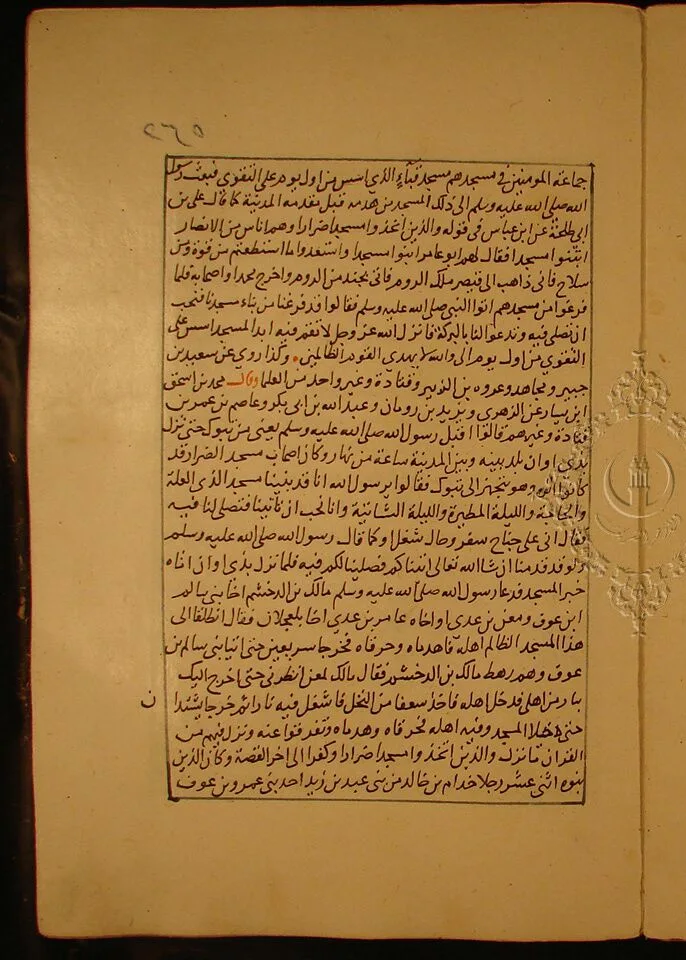 ٢٦٥
جماعته المومنين في مسجدهم مسجد قبآء الذي اسس من اول يوم على التقوى فبعث رسول
الله صلى الله عليه وسلم الى ذلك المسجد من هدمه قبل مقدمه المدينة كما قال علي بن
ابي طلحة عن ابن عباس في قوله والذين اتخذوا مسجدا ضرارا وهم اناس من الانصار
ابتنوا مسجدا فقال لهم ابو عامر ابنوا مسجدا واستعدوا ما استطعتم من قوة ومن
سلاح فاني ذاهب الى قيصر ملك الروم فاتي بجند من الروم واخرج محمدا واصحابه فلما
فرغوا من مسجدهم اتوا النبي صلى الله عليه وسلم فقالوا قد فرغنا من بناء مسجدنا فنحب
ان تصلي فيه وتدعو لنا بالبركة فانزل الله عز وجل لا تقم فيه ابدا لمسجد اسس على
التقوى من اول يوم الى والله لا يهدي القوم الظالمين وكذا روي عن سعيد بن
جبير ومجاهد وعروه بن الزبير وقتادة وغير واحد من العلما وقال محمد بن اسحق
ابن يسار عن الزهري ويزيد بن رومان وعبد الله بن ابي بكر وعاصم بن عمر بن
قتادة وغيرهم قالوا اقبل رسول الله صلى الله عليه وسلم يعني من تبوك حتى نزل
بذي اوان بلد بينه وبين المدينة ساعة من نهار وكان اصحاب مسجد الضرار قد
كانوا اتوه وهو يتجهز الى تبوك فقالوا يرسول الله انا قد بنينا مسجدا لذي العلة
والحاجة والليلة المطيرة والليلة الشاتية وانا نحب ان تاتينا فتصلي لنا فيه
فقال اني على جناح سفر وحال شغل او كما قال رسول الله صلى الله عليه وسلم
ولو قد قدمنا ان شاالله تعالى اتيناكم فصلينا لكم فيه فلما نزل بذي اوان اتاه
خبر المسجد فدعا رسول الله صلى الله عليه وسلم مالك بن الدخشم اخا بني سالم
ابن عوف ومعن بن عدي او اخاه عامر بن عدي اخا بلعجلان فقال انطلقا الى
هذا المسجد الظالم اهله فاهدماه وحرقاه فخرجا سريعين حتى اتيا بني سالم بن
عوف وهم رهط مالك بن الدخشم فقال مالك لمعن انظرني حتى اخرج اليك
بنار من اهلي فدخل اهله فاخذ سعفا من النخل فاشعل فيه نارا ثم خرجا يشتدا
ن
حتى دخلا المسجد وفيه اهله فحرقاه وهدماه وتفرقوا عنه ونزل فيهم من
القران ما نزل والذين اتخذوا مسجدا ضرارا وكفرا الى اخر القصة وكان الذين
بنوه اثني عشر رجلا خدام بن خالد من بني عبد بن زيد احد بني عمرو بن عوف